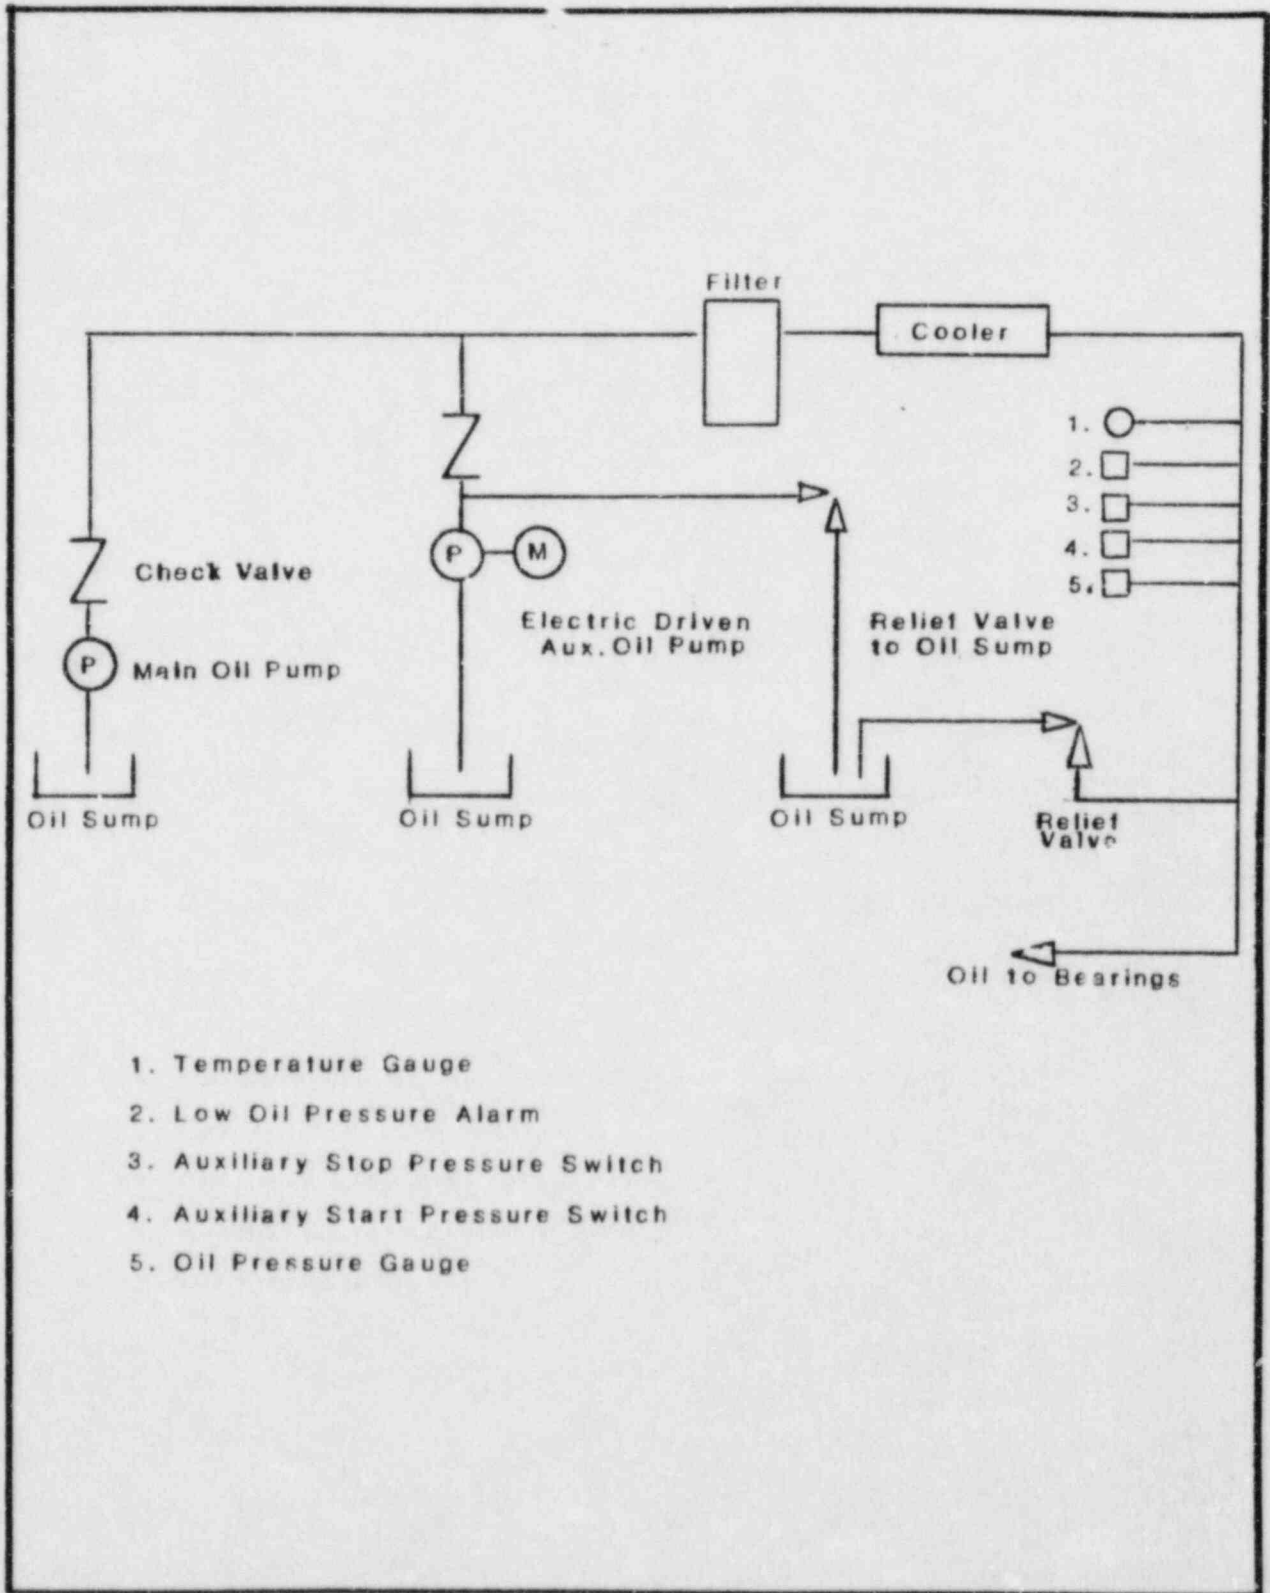 Filter
Cooler
1.
2.
3.
4.
5.
P
M
Check Valve
Electric Driven
Aux. Oil Pump
Relief Valve
to Oil Sump
P
Main Oil Pump
Oil Sump
Oil Sump
Oil Sump
Relief
Valve
Oil to Bearings
1. Temperature Gauge
2. Low Oil Pressure Alarm
3. Auxiliary Stop Pressure Switch
4. Auxiliary Start Pressure Switch
5. Oil Pressure Gauge